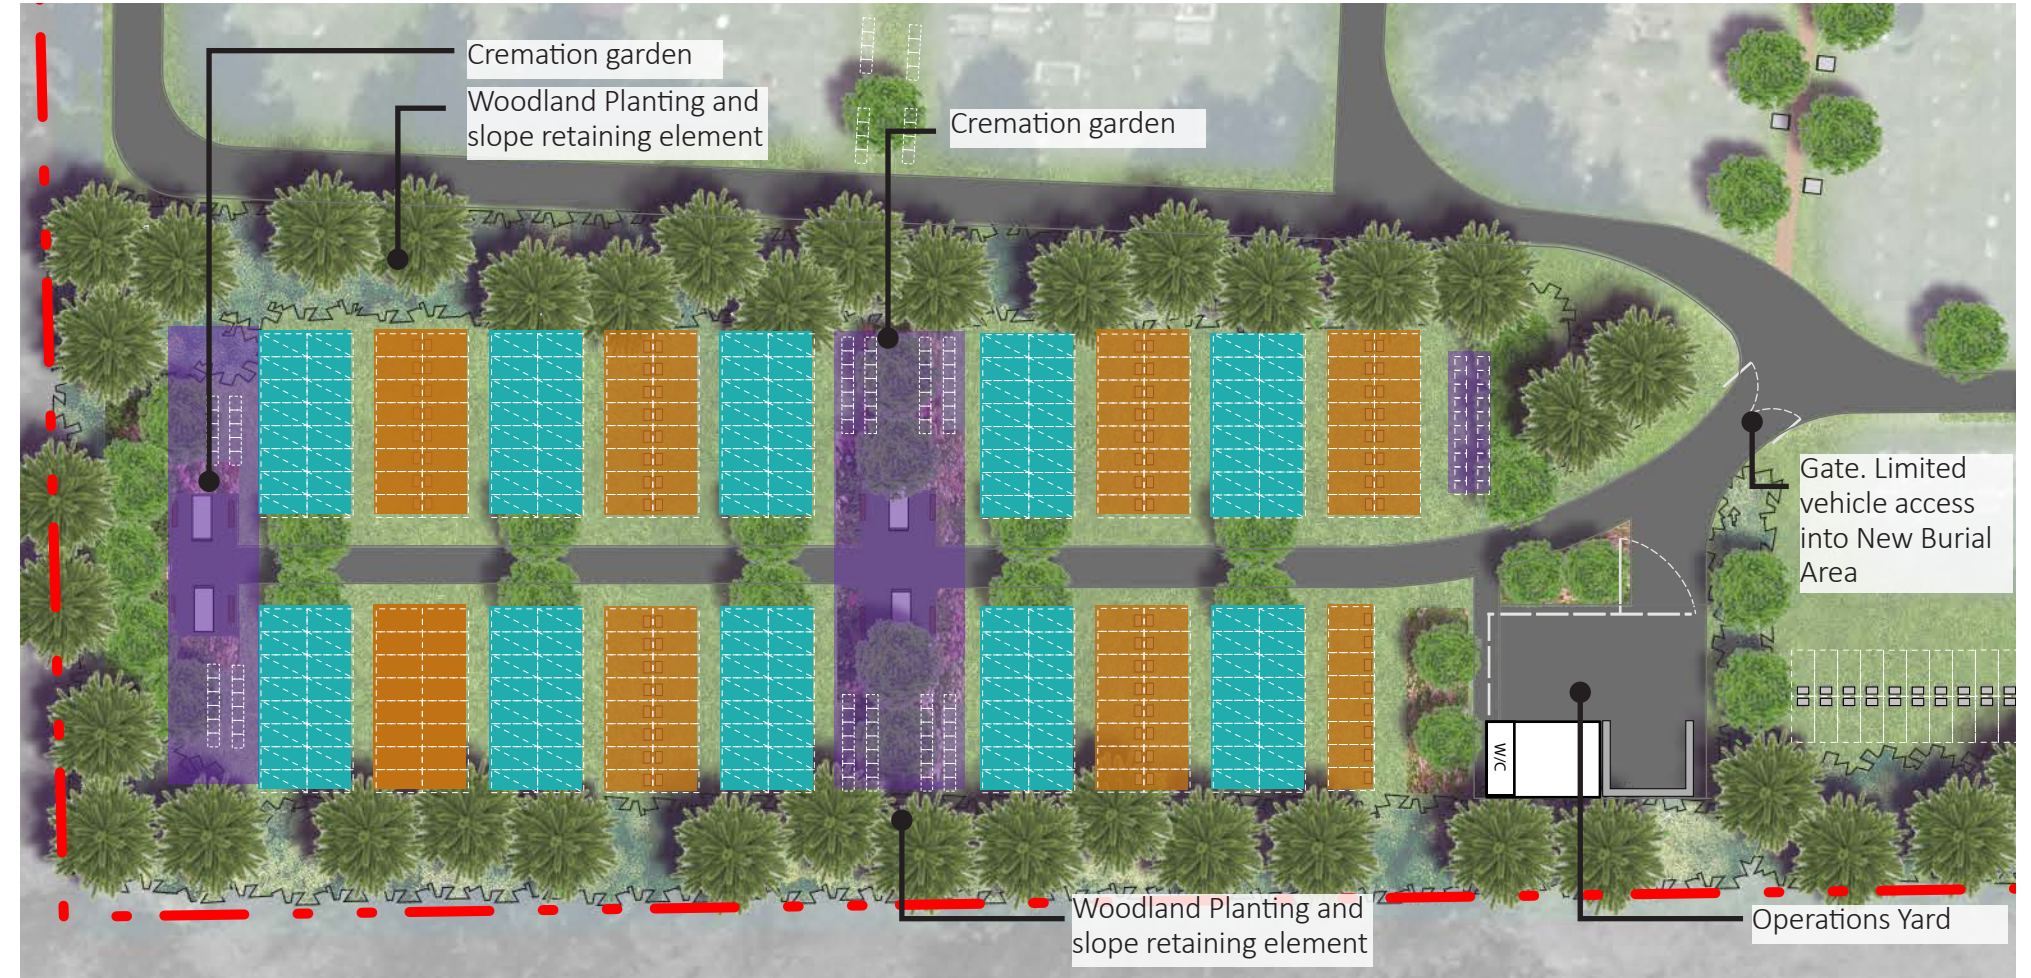 Cremation garden
Woodland Planting and
slope retaining element
Cremation garden
Gate. Limited
vehicle access
into New Burial
Area
W/C
Woodland Planting and
slope retaining element
Operations Yard